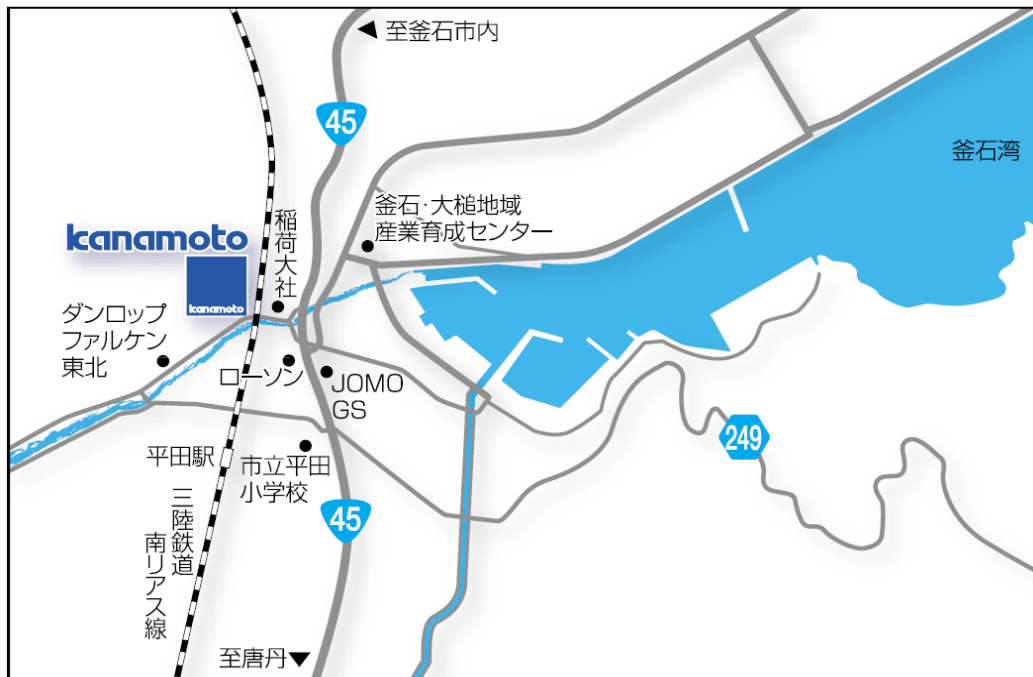 ◀ 至釜石市内
45
釜石湾
釜石・大槌地域
産業育成センター
稲荷大社
kanamoto
kanamoto
ダンロップ
ファルケン
東北
ローソン
JOMO
GS
249
平田駅
市立平田
小学校
45
三陸鉄道
南リアス線
至唐丹▼